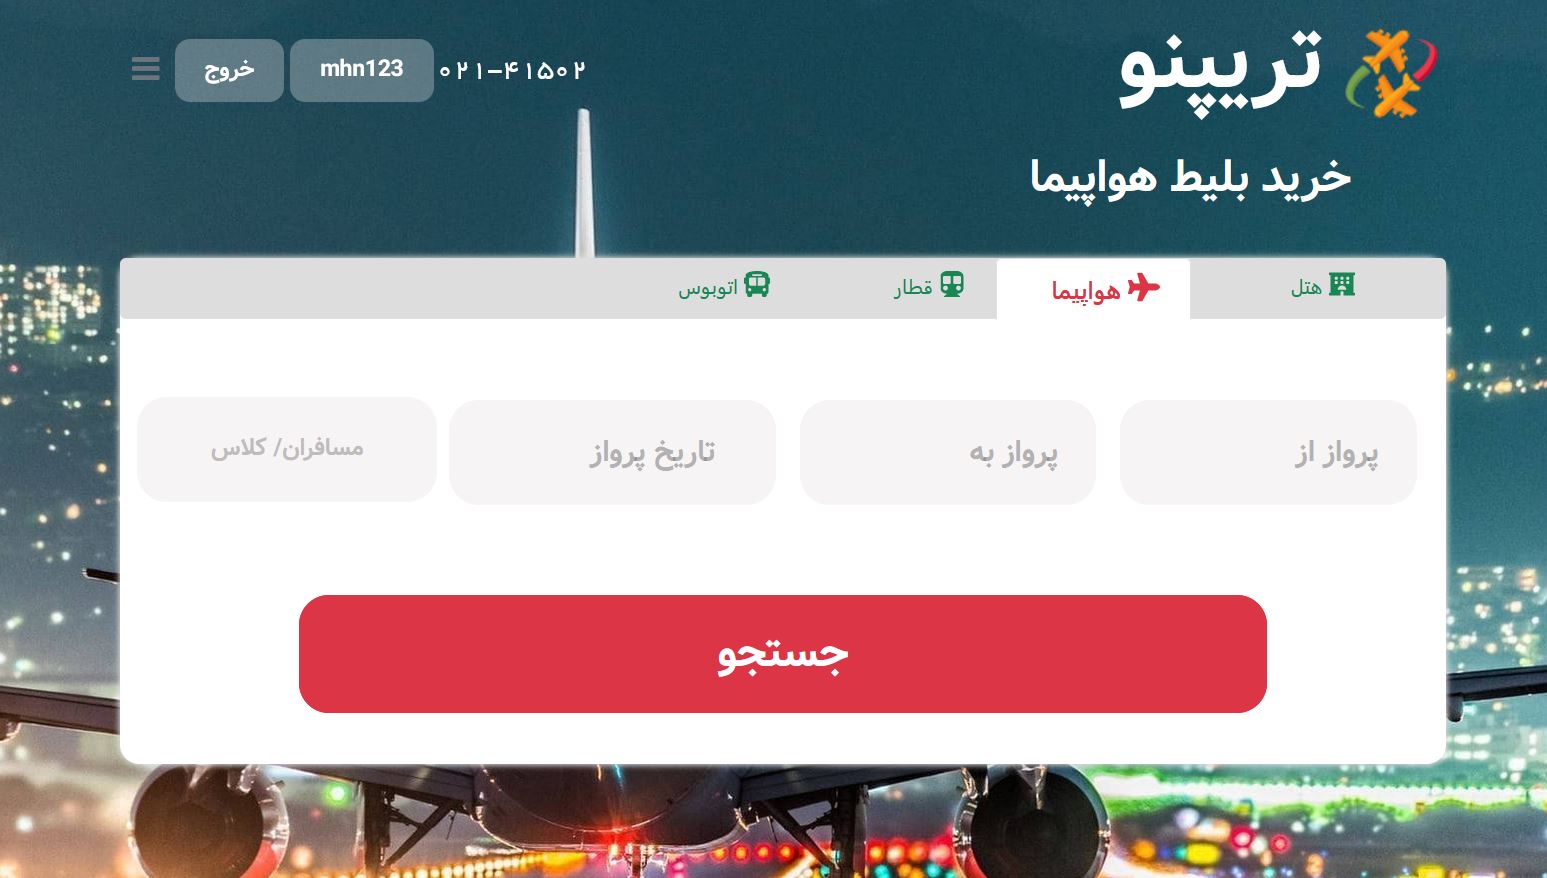 تریپنو
۰۲۱-۴۱۵۰۲
mhn123
خروج
خرید بلیط هواپیما
هتل
هواپیما
قطار
اتوبوس
پرواز از
پرواز به
تاریخ پرواز
مسافران/ کلاس
جستجو